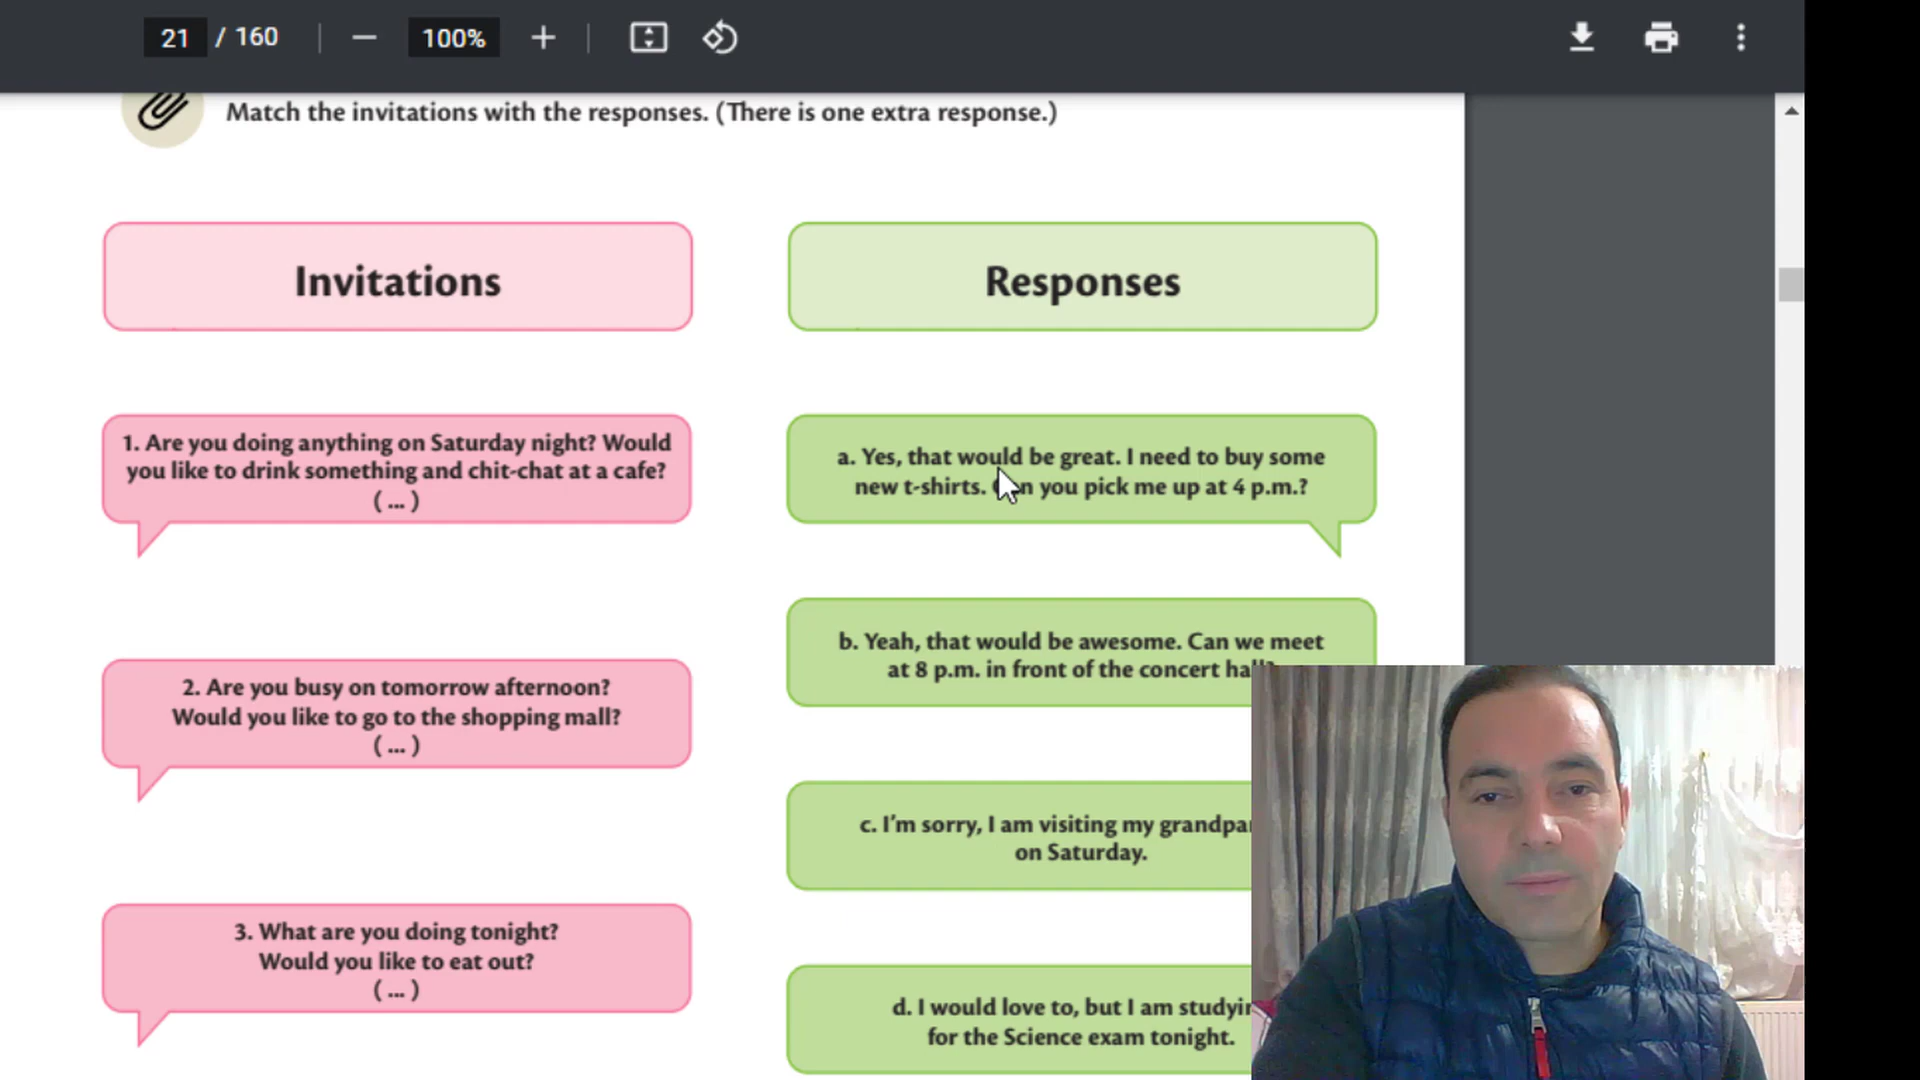 21 / 160
100%
Match the invitations with the responses. (There is one extra response.)
Invitations
Responses
1. Are you doing anything on Saturday night? Would
you like to drink something and chit-chat at a cafe?
( ... )
a. Yes, that would be great. I need to buy some
new t-shirts. you pick me up at 4 p.m.?
b. Yeah, that would be awesome. Can we meet
at 8 p.m. in front of the concert
2. Are you busy on tomorrow afternoon?
Would you like to go to the shopping mall?
( ... )
c. I'm sorry, I am visiting my
on Saturday.
3. What are you doing tonight?
Would you like to eat out?
( ... )
d. I would love to, but I am
for the Science exam tonight.